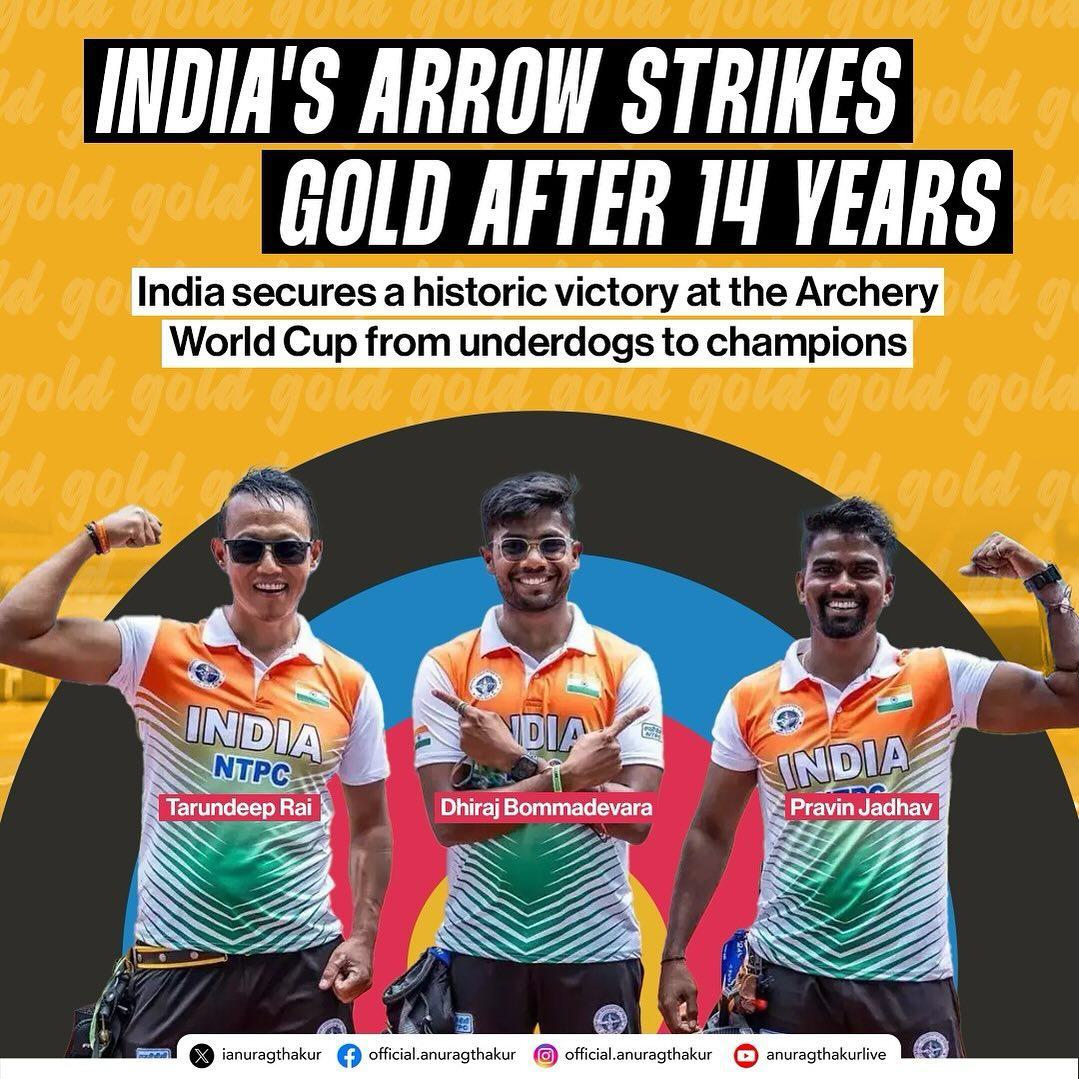 INDIA'S ARROW STRIKES
GOLD AFTER 14 YEARS
India secures a historic victory at the Archery
World Cup from underdogs to champions
INDIA
NTPC
Tarundeep Rai
INDIA
Dhiraj Bommadevara
INDIA
NTPC
Pravin Jadhav
ianuragthakur official.anuragthakur official.anuragthakur anuragthakurlive